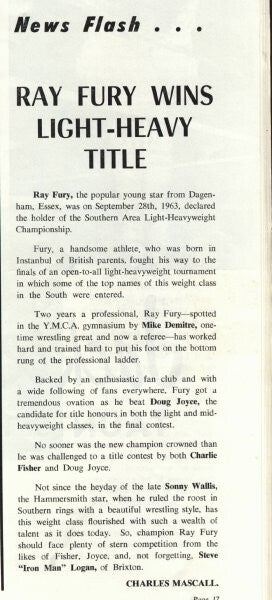 News Flash . . .
RAY FURY WINS
LIGHT-HEAVY
TITLE
Ray Fury, the popular young star from Dagen-
ham, Essex, was on September 28th, 1963, declared
the holder of the Southern Area Light-Heavyweight
Championship.
Fury, a handsome athlete, who was born in
Instanbul of British parents, fought his way to the
finals of an open-to-all light-heavyweight tournament
in which some of the top names of this weight class
in the South were entered.
Two years a professional, Ray Fury—spotted
in the Y.M.C.A. gymnasium by Mike Demitre, one-
time wrestling great and now a referee—has worked
hard and trained hard to put his foot on the bottom
rung of the professional ladder.
Backed by an enthusiastic fan club and with
a wide following of fans everywhere, Fury got a
tremendous ovation as he beat Doug Joyce, the
candidate for title honours in both the light and mid-
heavyweight classes, in the final contest.
No sooner was the new champion crowned than
he was challenged to a title contest by both Charlie
Fisher and Doug Joyce.
Not since the heyday of the late Sonny Wallis,
the Hammersmith star, when he ruled the roost in
Southern rings with a beautiful wrestling style, has
this weight class flourished with such a wealth of
talent as it does today. So, champion Ray Fury
should face plenty of stern competition from the
likes of Fisher, Joyce, and, not forgetting, Steve
“Iron Man” Logan, of Brixton.
CHARLES MASCALL.
Page 17